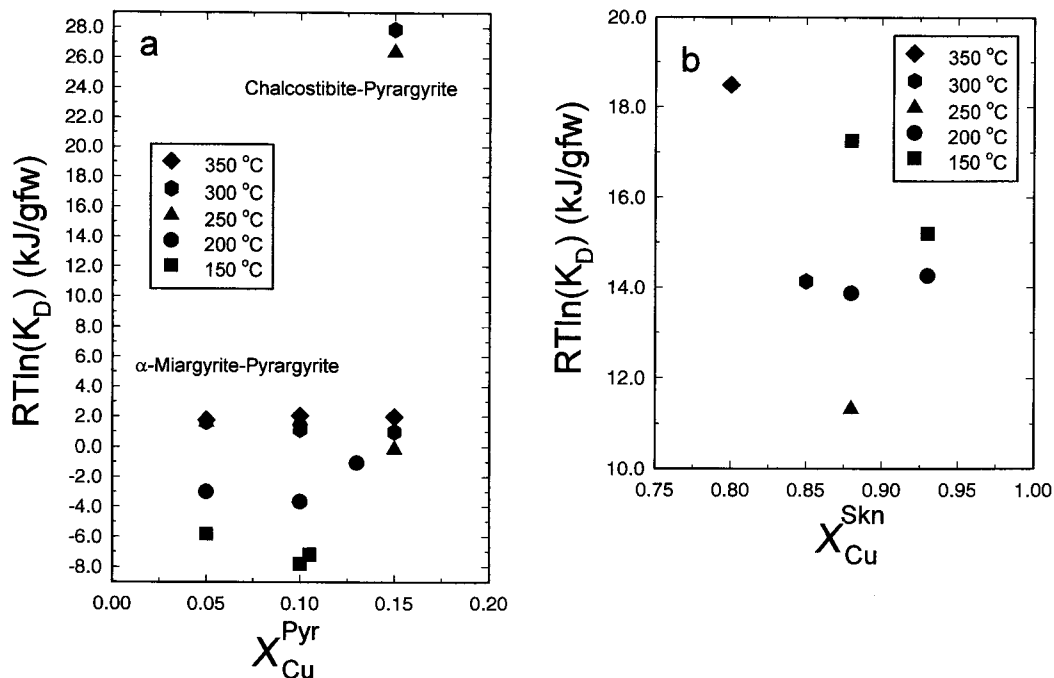 a
28.0
26.0
24.0
22.0
20.0
18.0
16.0
14.0
12.0
10.0
8.0
6.0
4.0
2.0
0.0
-2.0
-4.0
-6.0
-8.0
RTln(K_D) (kJ/gfw)
Chalcostibite-Pyrargyrite
350 °C
300 °C
250 °C
200 °C
150 °C
α-Miargyrite-Pyrargyrite
0.00 0.05 0.10 0.15 0.20
X_Cu^Pyr
b
20.0
18.0
16.0
14.0
12.0
10.0
RTln(K_D) (kJ/gfw)
350 °C
300 °C
250 °C
200 °C
150 °C
0.75 0.80 0.85 0.90 0.95 1.00
X_Cu^Skn